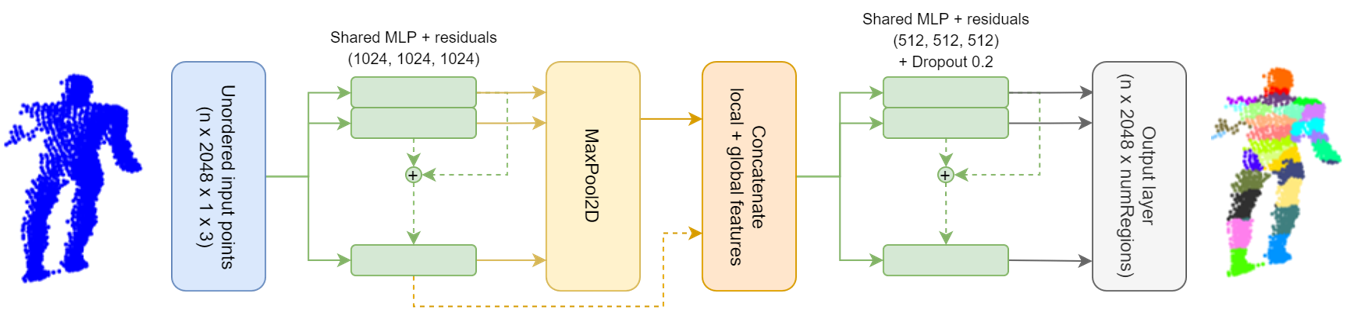 Unordered input points
(n x 2048 x 1 x 3)
Shared MLP + residuals
(1024, 1024, 1024)
+
MaxPool2D
Concatenate
local + global features
Shared MLP + residuals
(512, 512, 512)
+ Dropout 0.2
+
Output layer
(n x 2048 x numRegions)